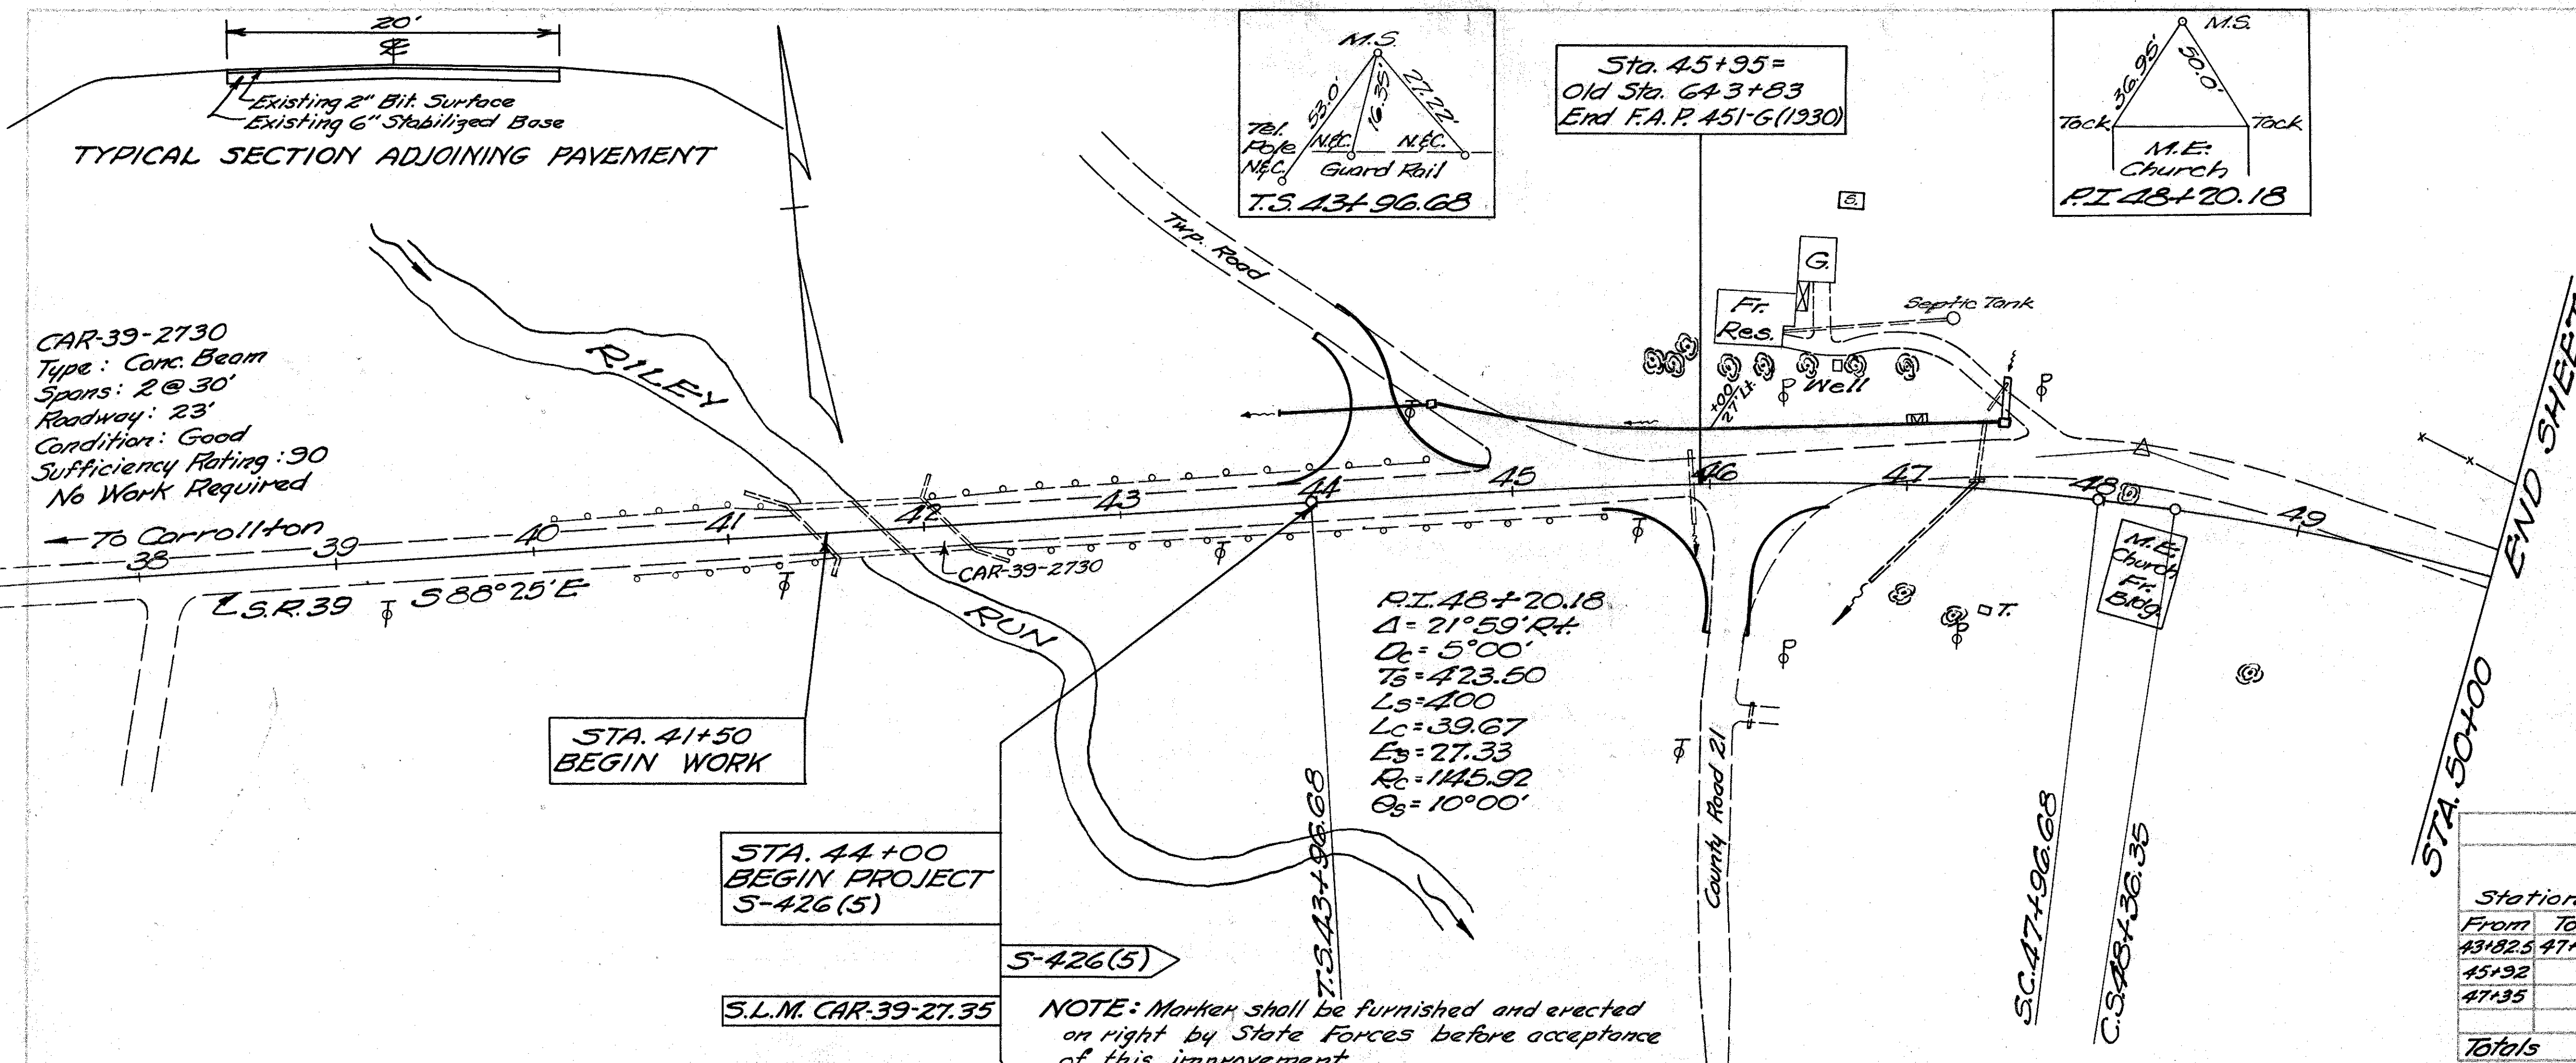 20'
℄
Existing 2" Bit. Surface
Existing 6" Stabilized Base
TYPICAL SECTION ADJOINING PAVEMENT
M.S.
53.0'
16.35'
27.22'
Tel.
Pole
N.&C.
N.&C.
N.&C.
Guard Rail
T.S. 43+96.68
Sta. 45+95=
Old Sta. 643+83
End F.A.P. 451-G(1930)
M.S.
36.95'
50.0'
Tack
Tack
M.E.
Church
P.I. 48+20.18
CAR-39-2730
Type: Conc. Beam
Spans: 2 @ 30'
Roadway: 23'
Condition: Good
Sufficiency Rating: 90
No Work Required
RILEY
RUN
Twp. Road
S.
G.
Fr.
Res.
Septic Tank
Well
+00
27' Lt.
M
P
P
To Carrollton
38
39
40
41
42
43
44
45
46
47
48
49
S.R. 39
S 88°25' E
CAR-39-2730
M.E.
Church
Fr.
Bldg.
T.
P
P
END SHEET
STA. 50+00
STA. 41+50
BEGIN WORK
P.I. 48+20.18
Δ = 21°59' Rt.
Dc = 5°00'
Ts = 423.50
Ls = 400
Lc = 39.67
Es = 27.33
Rc = 1145.92
Θs = 10°00'
County Road 21
T.S. 43+96.68
S.C. 47+96.68
C.S. 48+36.35
STA. 44+00
BEGIN PROJECT
S-426(5)
S-426(5)
S.L.M. CAR-39-27.35
NOTE: Marker shall be furnished and erected
on right by State Forces before acceptance
of this improvement
Station
From To
43+82.5 47+
45+92
47+35
Totals